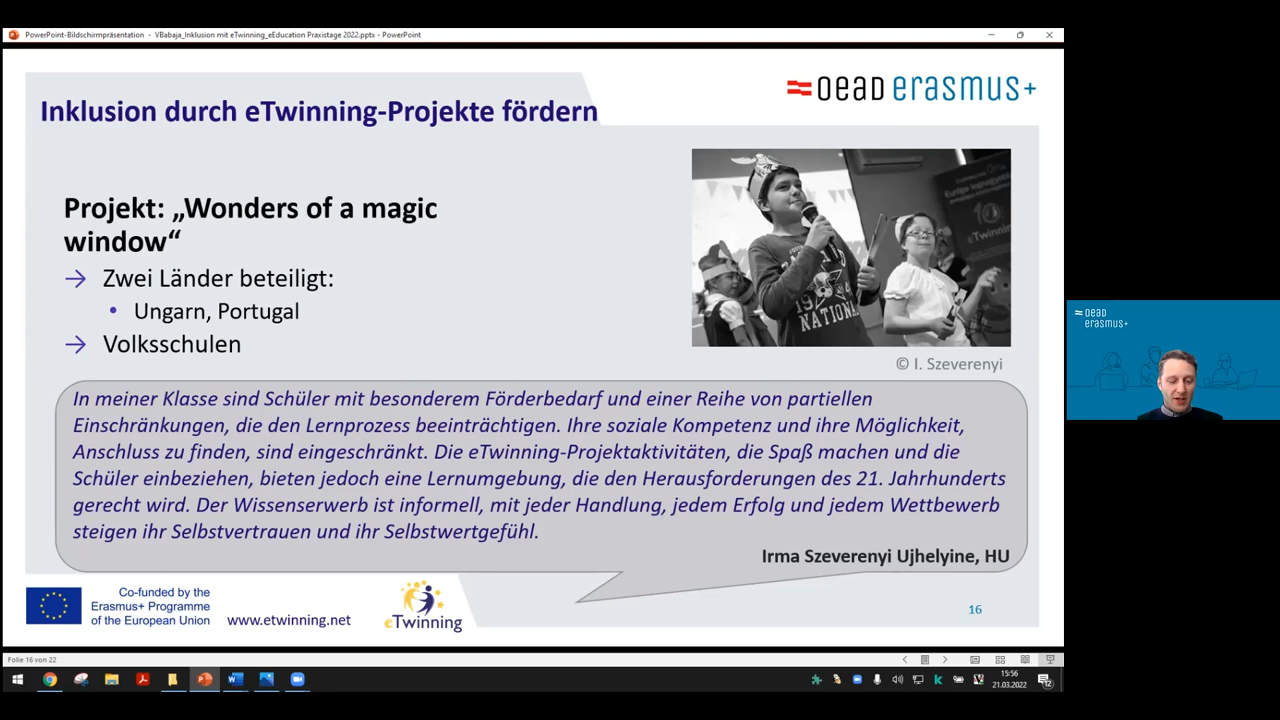 PowerPoint-Bildschirmpräsentation - VBabaja_Inklusion mit eTwinning_eEducation Praxistage 2022.pptx - PowerPoint
Inklusion durch eTwinning-Projekte fördern
OEAD erasmus+
Projekt: „Wonders of a magic
window“
→ Zwei Länder beteiligt:
• Ungarn, Portugal
→ Volksschulen
NATIONAL
10
eTwinning
© I. Szeverenyi
In meiner Klasse sind Schüler mit besonderem Förderbedarf und einer Reihe von partiellen
Einschränkungen, die den Lernprozess beeinträchtigen. Ihre soziale Kompetenz und ihre Möglichkeit,
Anschluss zu finden, sind eingeschränkt. Die eTwinning-Projektaktivitäten, die Spaß machen und die
Schüler einbeziehen, bieten jedoch eine Lernumgebung, die den Herausforderungen des 21. Jahrhunderts
gerecht wird. Der Wissenserwerb ist informell, mit jeder Handlung, jedem Erfolg und jedem Wettbewerb
steigen ihr Selbstvertrauen und ihr Selbstwertgefühl.
Irma Szeverenyi Ujhelyine, HU
Co-funded by the
Erasmus+ Programme
of the European Union
www.etwinning.net
eTwinning
16
Folie 16 von 22
15:56
21.03.2022
12
OEAD
erasmus+